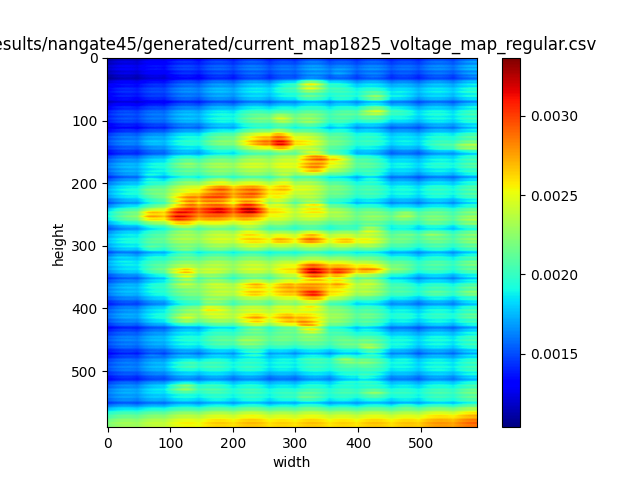 esults/nangate45/generated/current_map1825_voltage_map_regular.csv
0
100
200
300
400
500
height
0 100 200 300 400 500
width
0.0030
0.0025
0.0020
0.0015